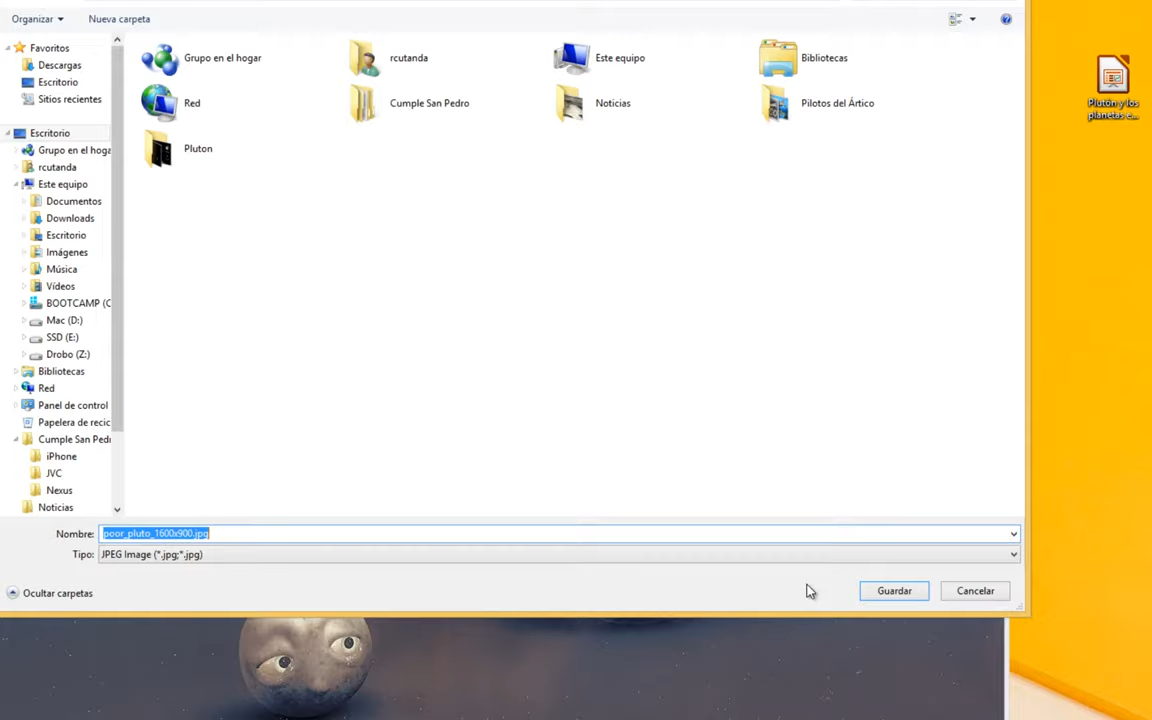 Organizar
Nueva carpeta
Favoritos
Descargas
Escritorio
Sitios recientes
Escritorio
Grupo en el hoga
rcutanda
Este equipo
Documentos
Downloads
Escritorio
Imágenes
Música
Vídeos
BOOTCAMP (C
Mac (D:)
SSD (E:)
Drobo (Z:)
Bibliotecas
Red
Panel de control
Papelera de recic
Cumple San Pedr
iPhone
JVC
Nexus
Noticias
Grupo en el hogar
rcutanda
Este equipo
Bibliotecas
Red
Cumple San Pedro
Noticias
Pilotos del Ártico
Pluton
Plutón y los
planetas e...
Nombre: poor_pluto_1600x900.jpg
Tipo: JPEG Image (*.jpg;*.jpg)
Ocultar carpetas
Guardar
Cancelar